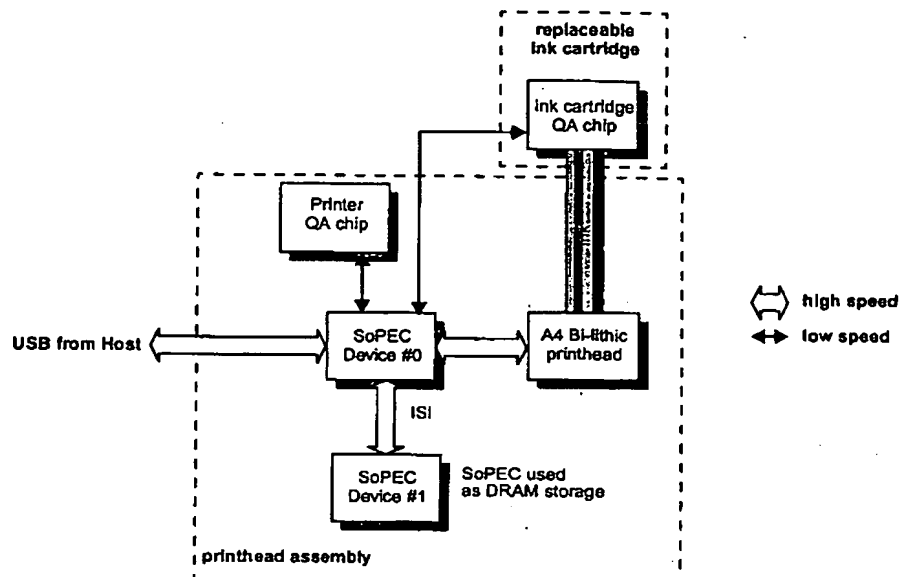 replaceable
Ink cartridge
Ink cartridge
QA chip
Printer
QA chip
USB from Host
SoPEC
Device #0
A4 Bi-lithic
printhead
high speed
low speed
ISI
SoPEC
Device #1
SoPEC used
as DRAM storage
printhead assembly